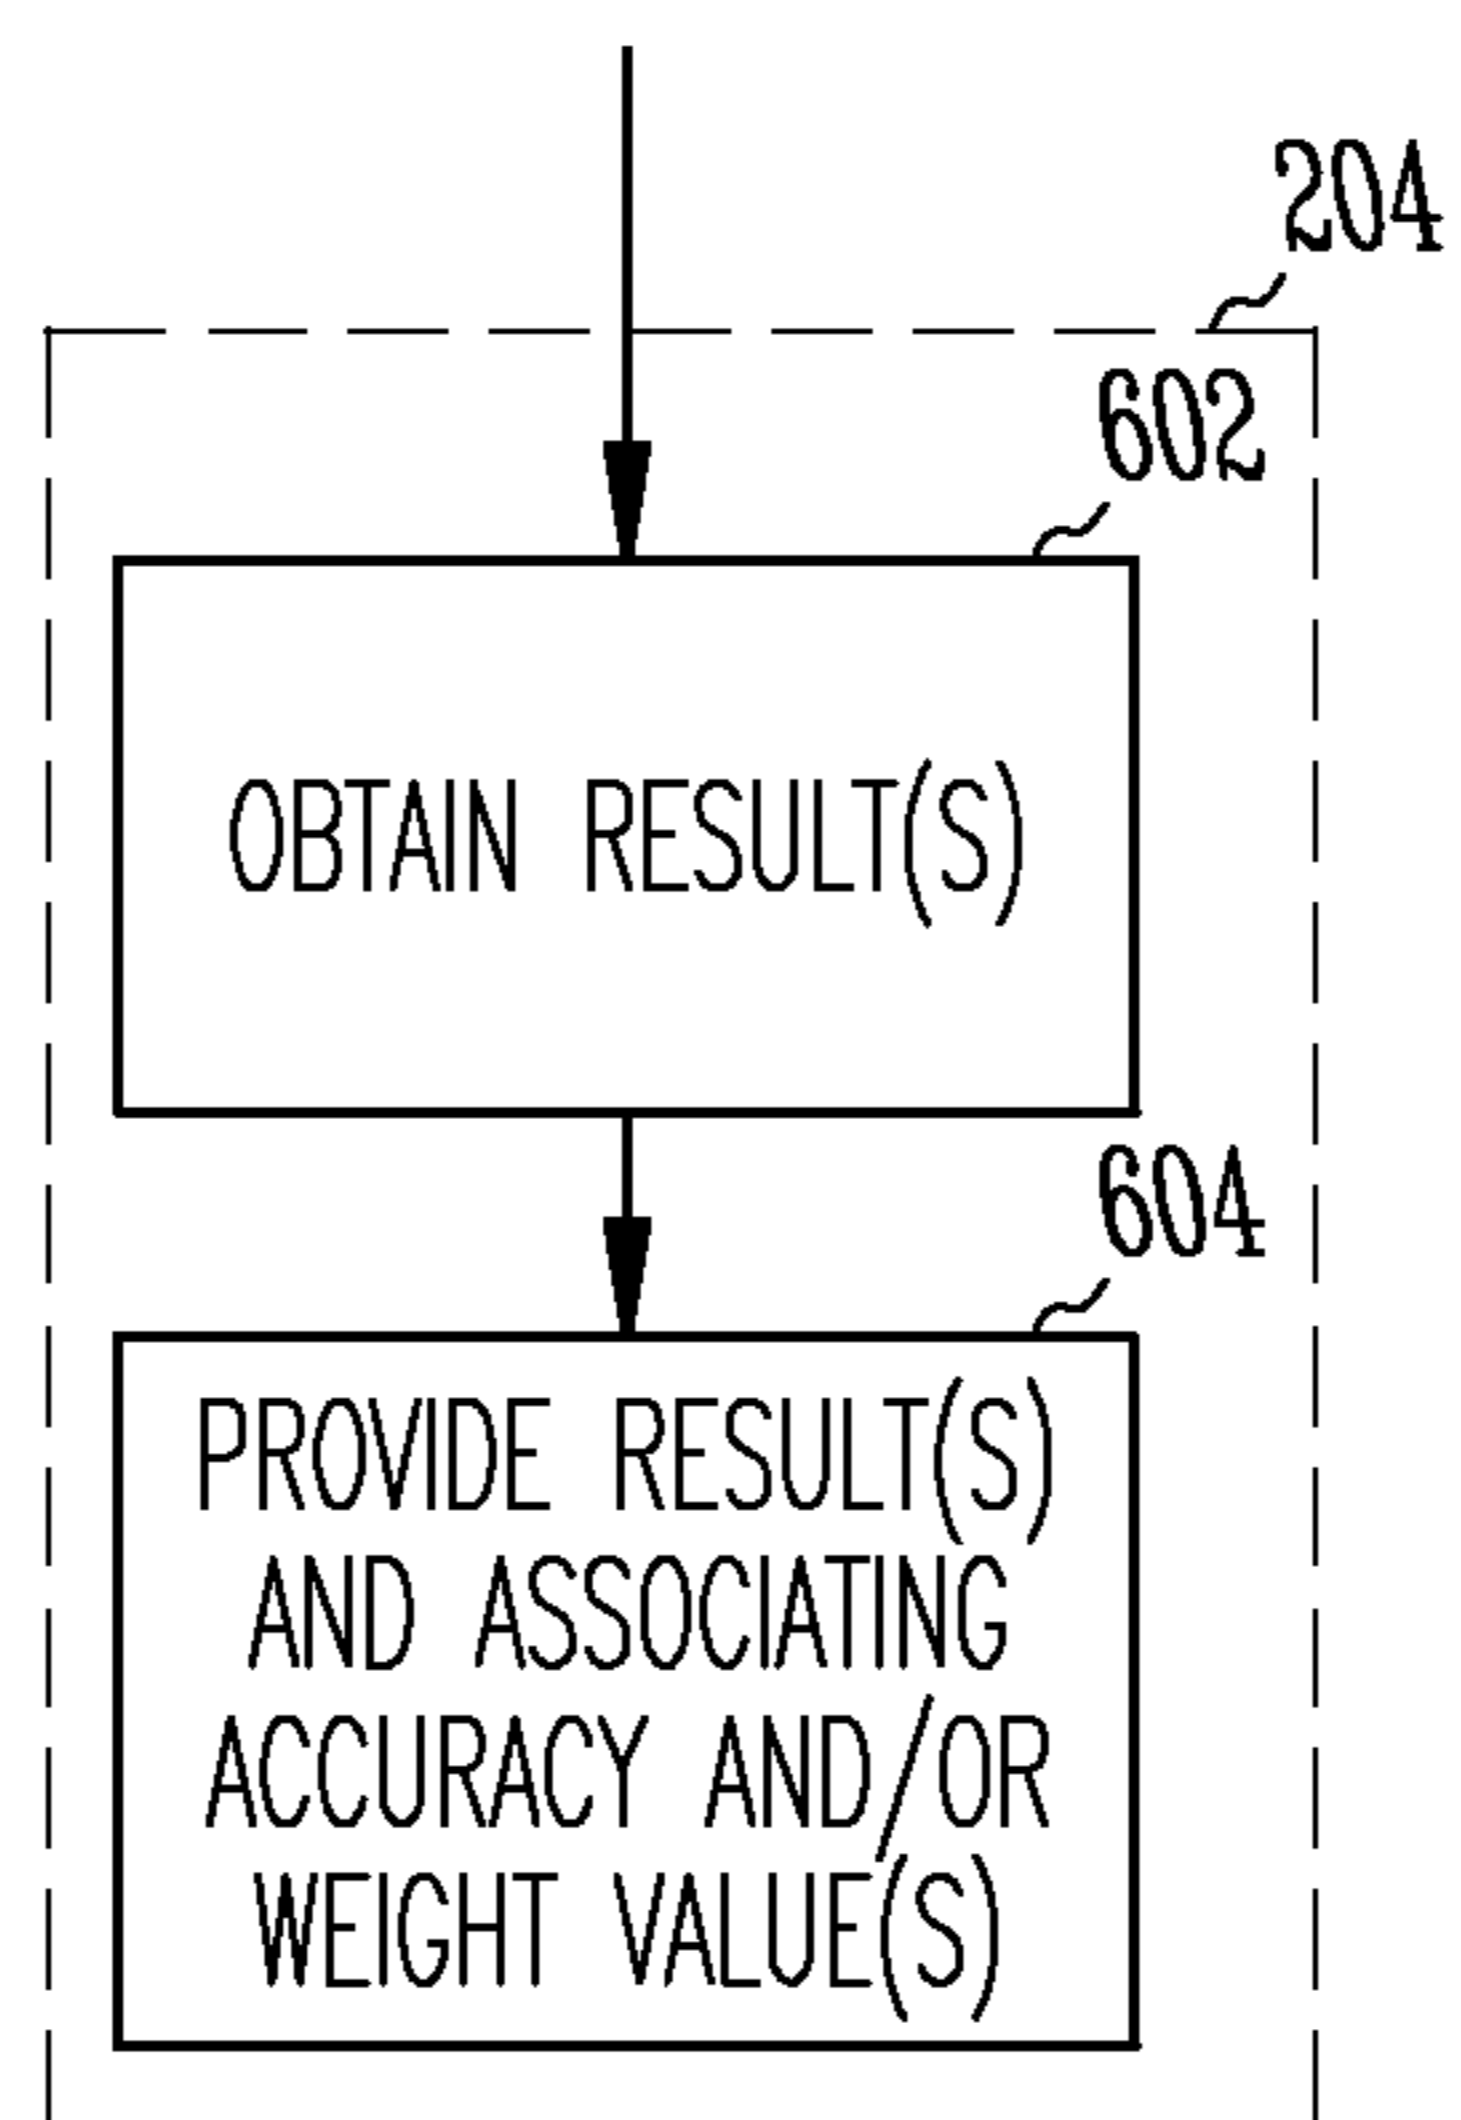 204
602
OBTAIN RESULT(S)
604
PROVIDE RESULT(S)
AND ASSOCIATING
ACCURACY AND/OR
WEIGHT VALUE(S)